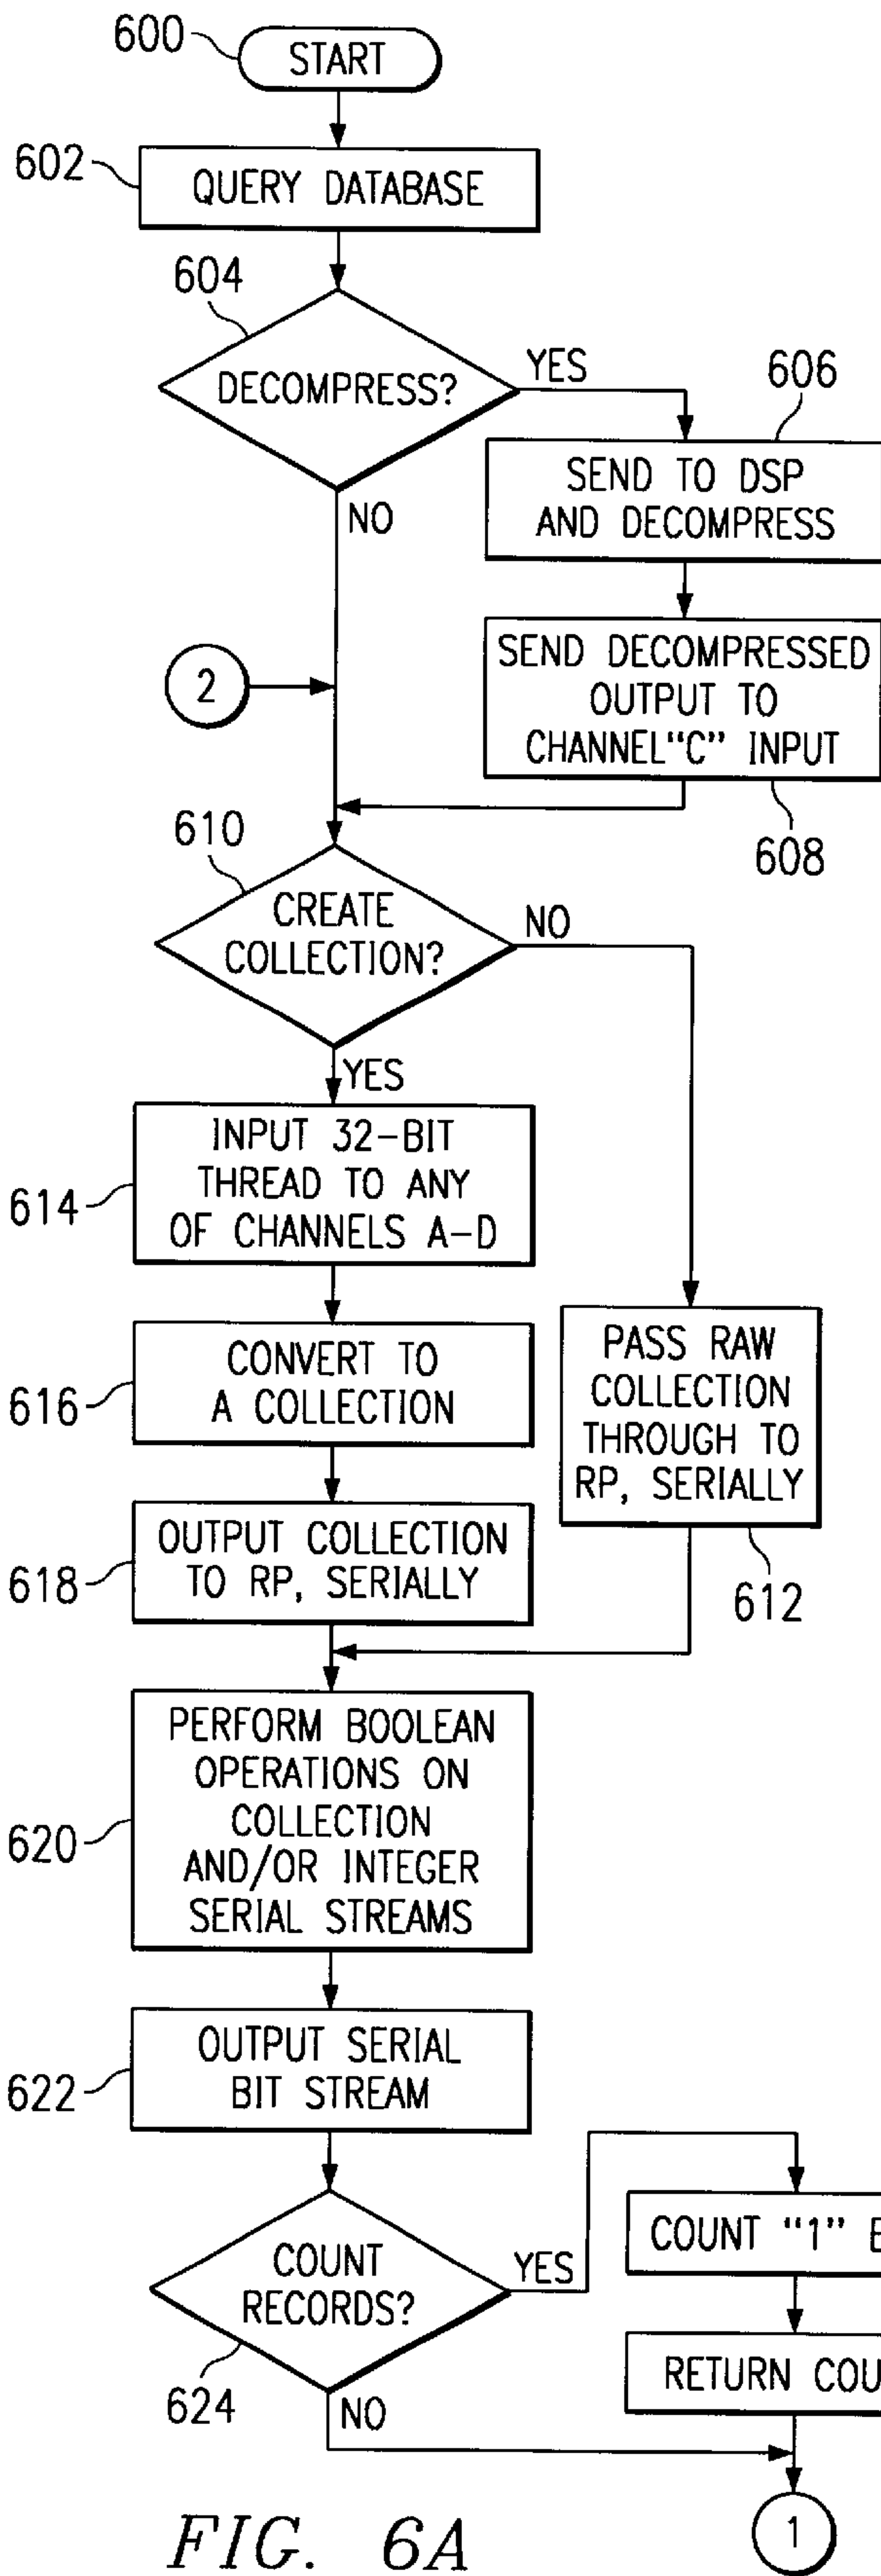 600
START
602
QUERY DATABASE
604
DECOMPRESS?
YES
NO
606
SEND TO DSP
AND DECOMPRESS
2
SEND DECOMPRESSED
OUTPUT TO
CHANNEL“C” INPUT
608
610
CREATE
COLLECTION?
NO
YES
614
INPUT 32-BIT
THREAD TO ANY
OF CHANNELS A-D
616
CONVERT TO
A COLLECTION
PASS RAW
COLLECTION
THROUGH TO
RP, SERIALLY
612
618
OUTPUT COLLECTION
TO RP, SERIALLY
620
PERFORM BOOLEAN
OPERATIONS ON
COLLECTION
AND/OR INTEGER
SERIAL STREAMS
622
OUTPUT SERIAL
BIT STREAM
624
COUNT
RECORDS?
YES
NO
COUNT “1”
RETURN
1
FIG. 6A